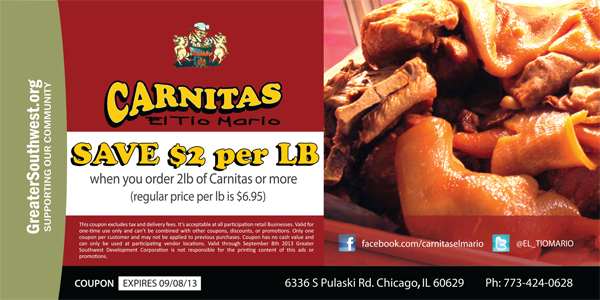 GreaterSouthwest.org
SUPPORTING OUR COMMUNITY
CARNITAS
El Tio Mario
SAVE $2 per LB
when you order 2lb of Carnitas or more
(regular price per lb is $6.95)
This coupon excludes tax and delivery fees. It's acceptable at all participation retail Businesses. Valid for
one-time use only and can't be combined with other coupons, discounts, or promotions. Only one
coupon per customer and may not be applied to previous purchases. Coupon has no cash value and
can only be used at participating vendor locations. Valid through September 8th 2013 Greater
Southwest Development Corporation is not responsible for the printing content of this ads or
promotions.
facebook.com/carnitaselmario
@EL_TIOMARIO
COUPON EXPIRES 09/08/13
6336 S Pulaski Rd. Chicago, IL 60629 Ph: 773-424-0628